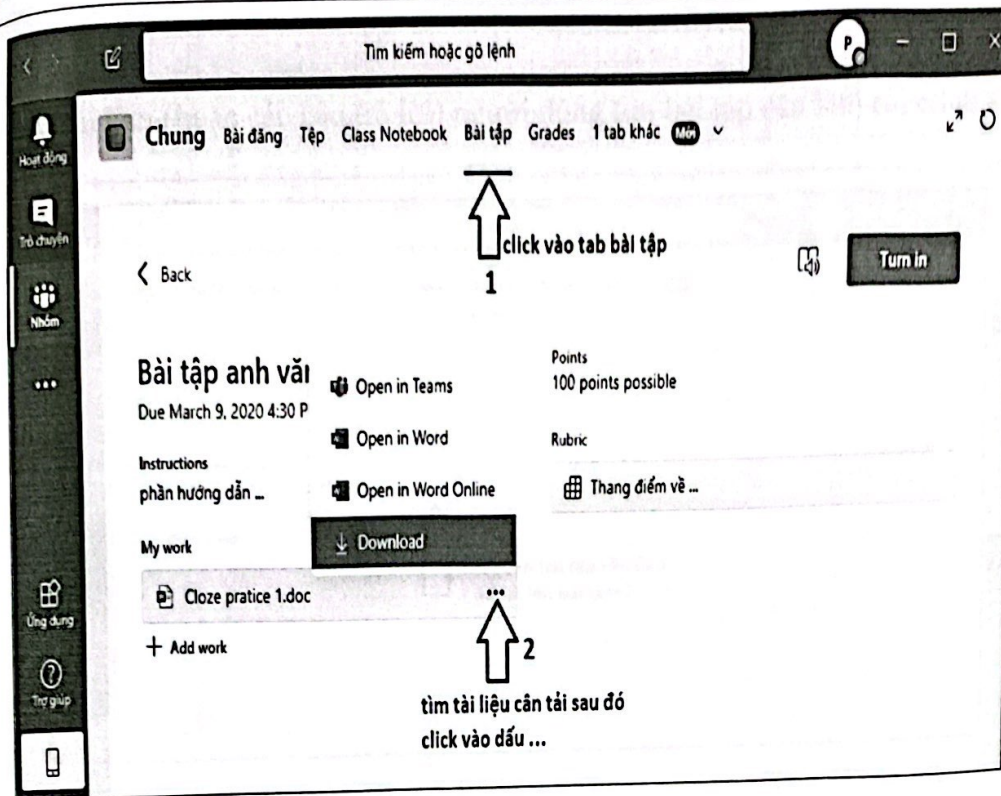 Tìm kiếm hoặc gõ lệnh
P
Hoạt động
Trò chuyện
Nhóm
Ứng dụng
Trợ giúp
Chung Bài đăng Tệp Class Notebook Bài tập Grades 1 tab khác Mới
click vào tab bài tập
1
Back
Turn in
Bài tập anh văn
Due March 9, 2020 4:30 P
Instructions
phần hướng dẫn ...
My work
Cloze pratice 1.doc
+ Add work
Open in Teams
Open in Word
Open in Word Online
Download
Points
100 points possible
Rubric
Thang điểm về ...
2
tìm tài liệu cân tải sau đó
click vào dấu ...